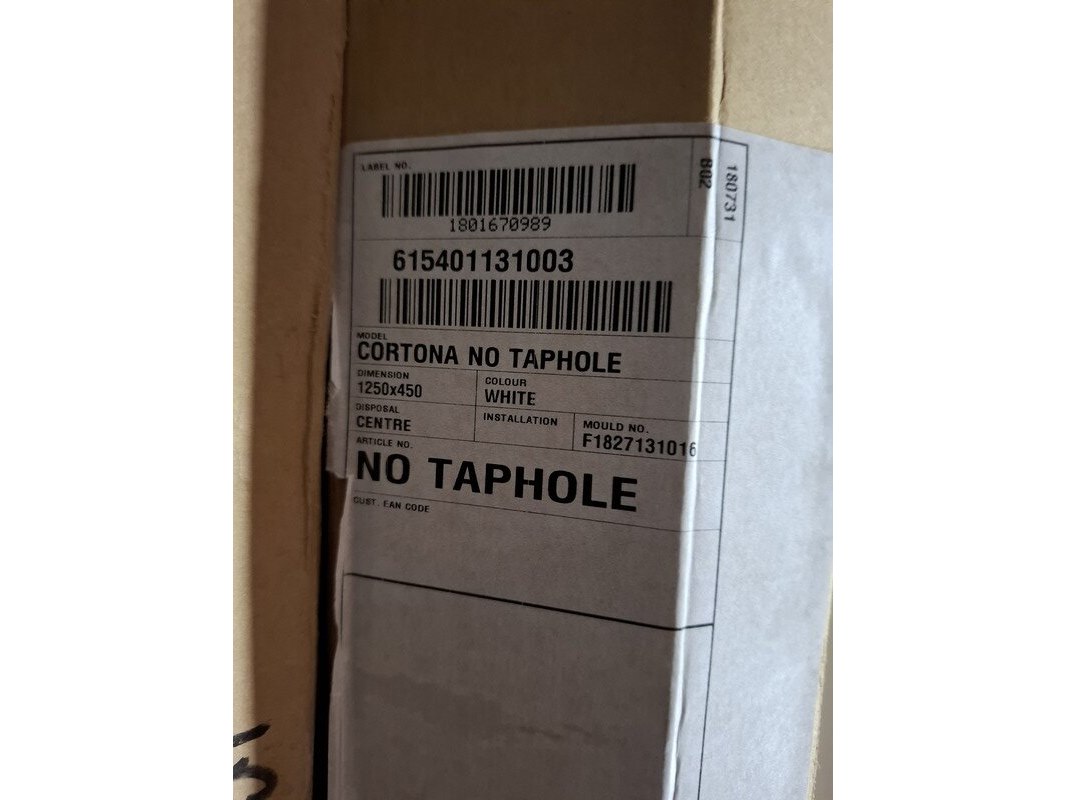 LABEL NO.
1801670989
B02
180731
615401131003
MODEL
CORTONA NO TAPHOLE
DIMENSION
1250x450
COLOUR
WHITE
DISPOSAL
CENTRE
INSTALLATION
MOULD NO.
F1827131016
ARTICLE NO.
NO TAPHOLE
CUST. EAN CODE